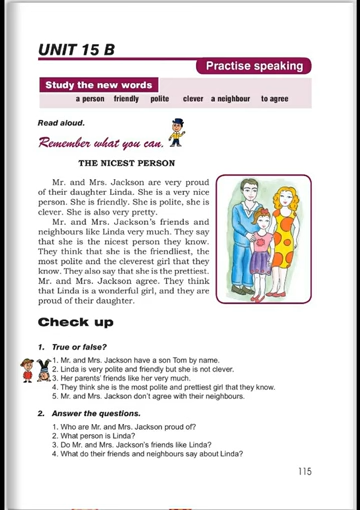 UNIT 15 B
Practise speaking
Study the new words
a person friendly polite clever a neighbour to agree
Read aloud.
Remember what you can.
THE NICEST PERSON
Mr. and Mrs. Jackson are very proud
of their daughter Linda. She is a very nice
person. She is friendly. She is polite, she is
clever. She is also very pretty.
Mr. and Mrs. Jackson's friends and
neighbours like Linda very much. They say
that she is the nicest person they know.
They think that she is the friendliest, the
most polite and the cleverest girl that they
know. They also say that she is the prettiest.
Mr. and Mrs. Jackson agree. They think
that Linda is a wonderful girl, and they are
proud of their daughter.
Check up
1. True or false?
1. Mr. and Mrs. Jackson have a son Tom by name.
2. Linda is very polite and friendly but she is not clever.
3. Her parents' friends like her very much.
4. They think she is the most polite and prettiest girl that they know.
5. Mr. and Mrs. Jackson don't agree with their neighbours.
2. Answer the questions.
1. Who are Mr. and Mrs. Jackson proud of?
2. What person is Linda?
3. Do Mr. and Mrs. Jackson's friends like Linda?
4. What do their friends and neighbours say about Linda?
115